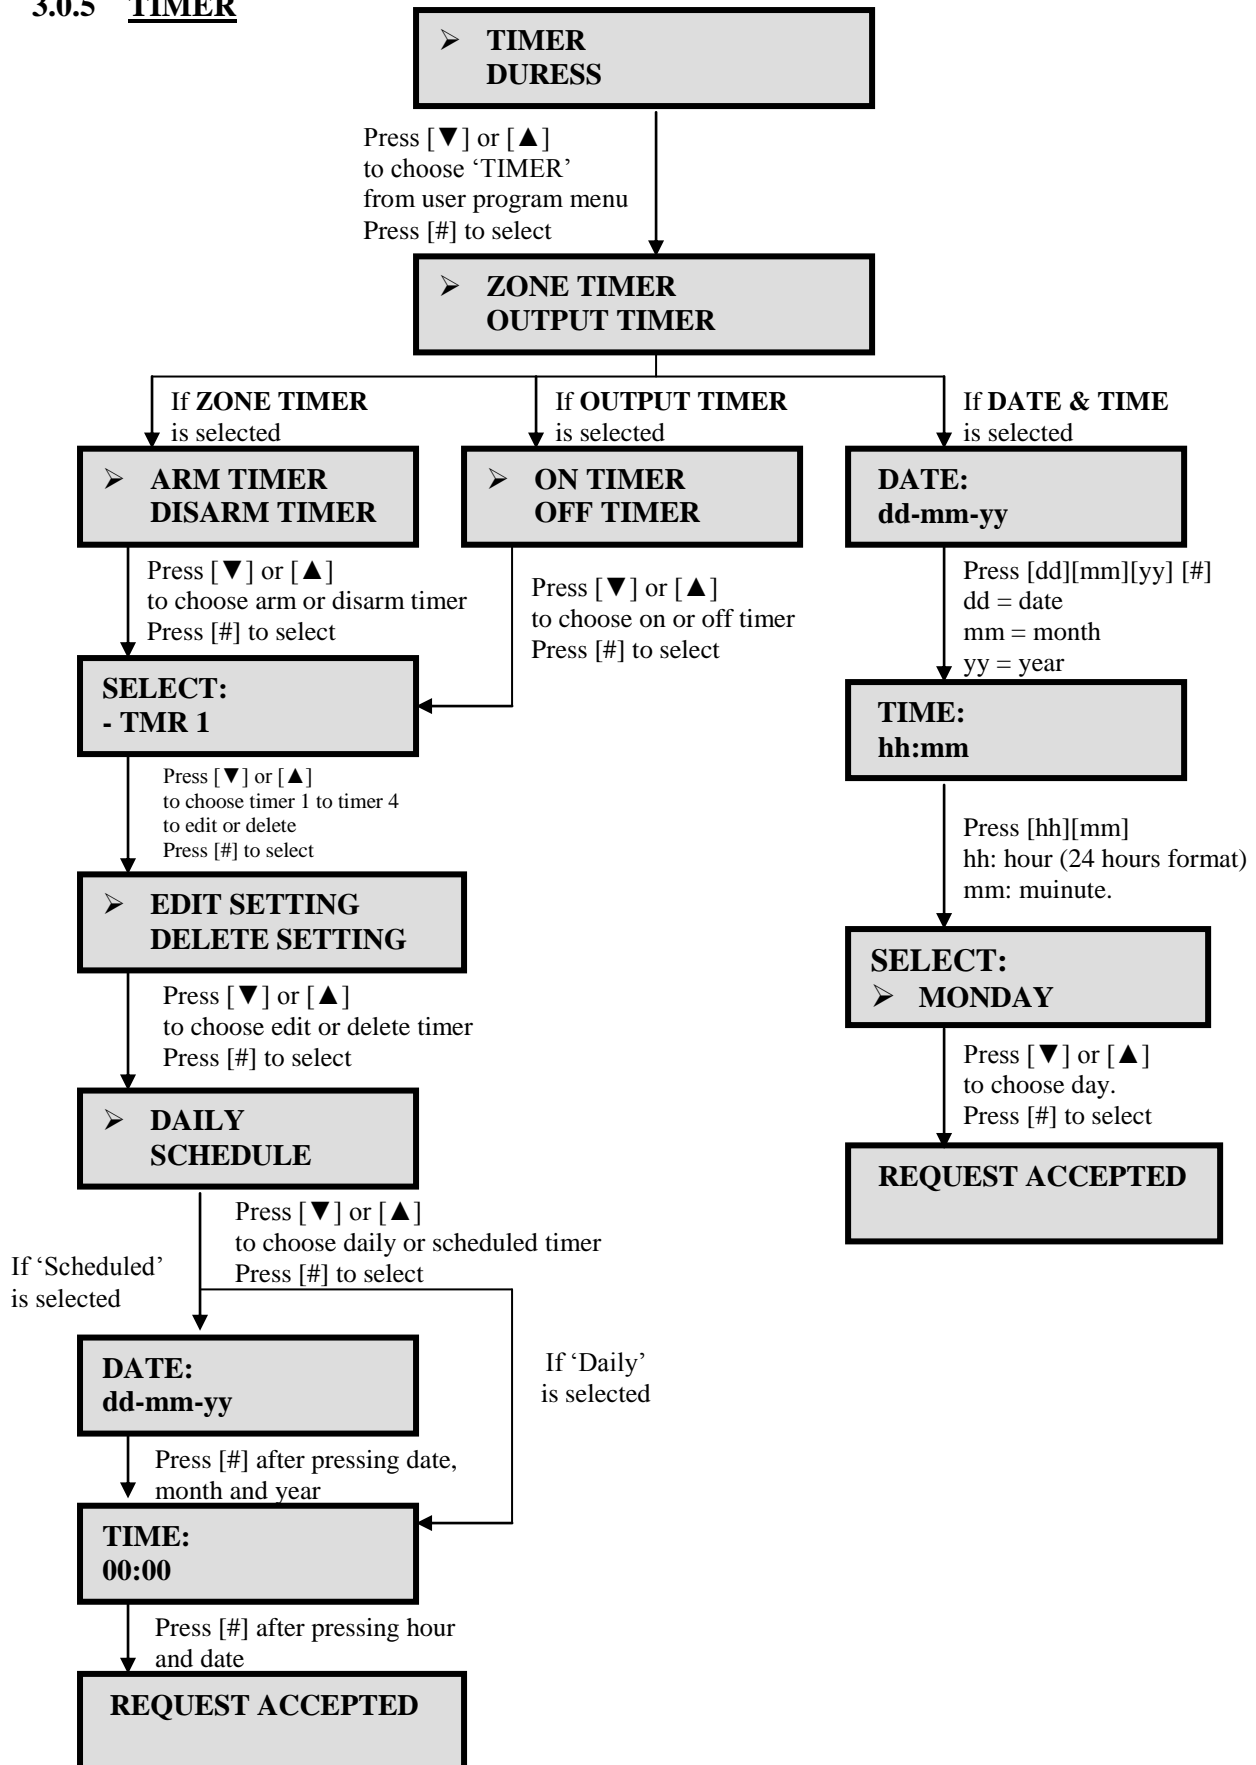 3.0.5 TIMER
➢ TIMER
DURESS
Press [▼] or [▲]
to choose ‘TIMER’
from user program menu
Press [#] to select
➢ ZONE TIMER
OUTPUT TIMER
If ZONE TIMER
is selected
If OUTPUT TIMER
is selected
If DATE & TIME
is selected
➢ ARM TIMER
DISARM TIMER
➢ ON TIMER
OFF TIMER
DATE:
dd-mm-yy
Press [▼] or [▲]
to choose arm or disarm timer
Press [#] to select
Press [▼] or [▲]
to choose on or off timer
Press [#] to select
Press [dd][mm][yy] [#]
dd = date
mm = month
yy = year
SELECT:
- TMR 1
TIME:
hh:mm
Press [▼] or [▲]
to choose timer 1 to timer 4
to edit or delete
Press [#] to select
Press [hh][mm]
hh: hour (24 hours format)
mm: muinute.
➢ EDIT SETTING
DELETE SETTING
SELECT:
➢ MONDAY
Press [▼] or [▲]
to choose edit or delete timer
Press [#] to select
Press [▼] or [▲]
to choose day.
Press [#] to select
➢ DAILY
SCHEDULE
REQUEST ACCEPTED
Press [▼] or [▲]
to choose daily or scheduled timer
Press [#] to select
If ‘Scheduled’
is selected
If ‘Daily’
is selected
DATE:
dd-mm-yy
Press [#] after pressing date,
month and year
TIME:
00:00
Press [#] after pressing hour
and date
REQUEST ACCEPTED